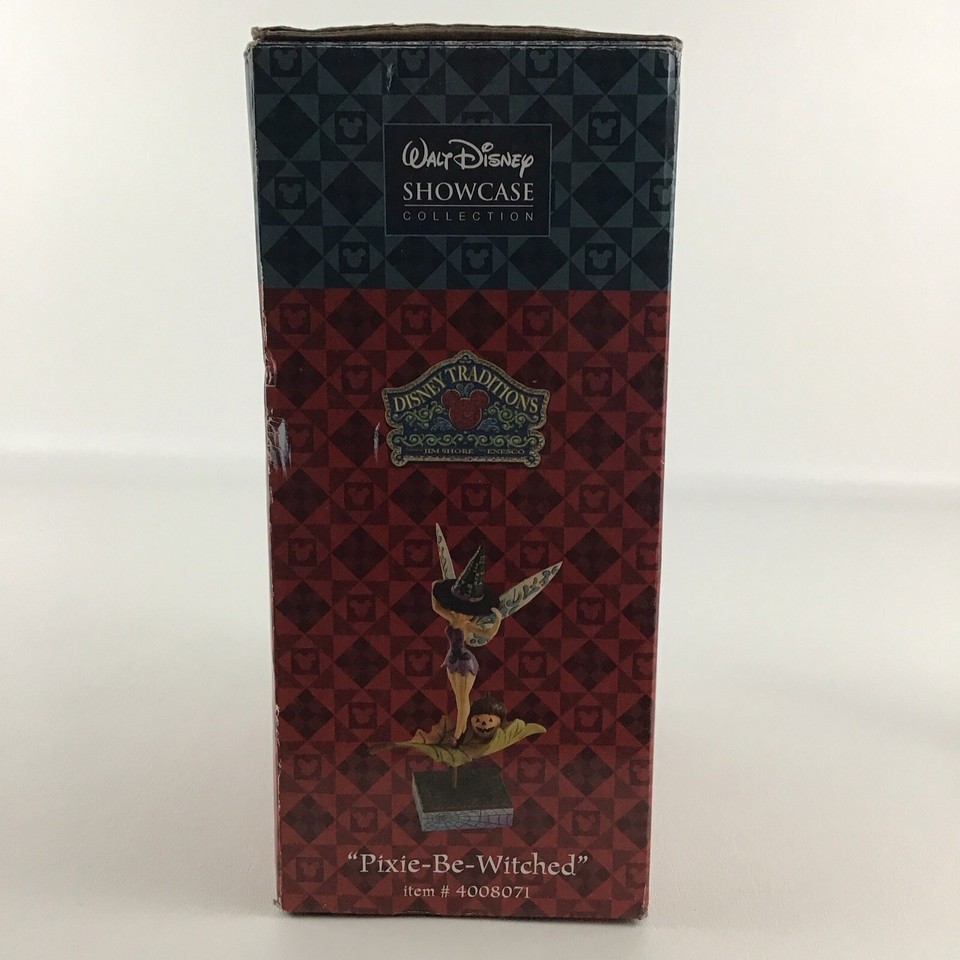 WALT DISNEY
SHOWCASE
COLLECTION
DISNEY TRADITIONS
JIM SHORE ENESCO
"Pixie-Be-Witched"
item # 4008071